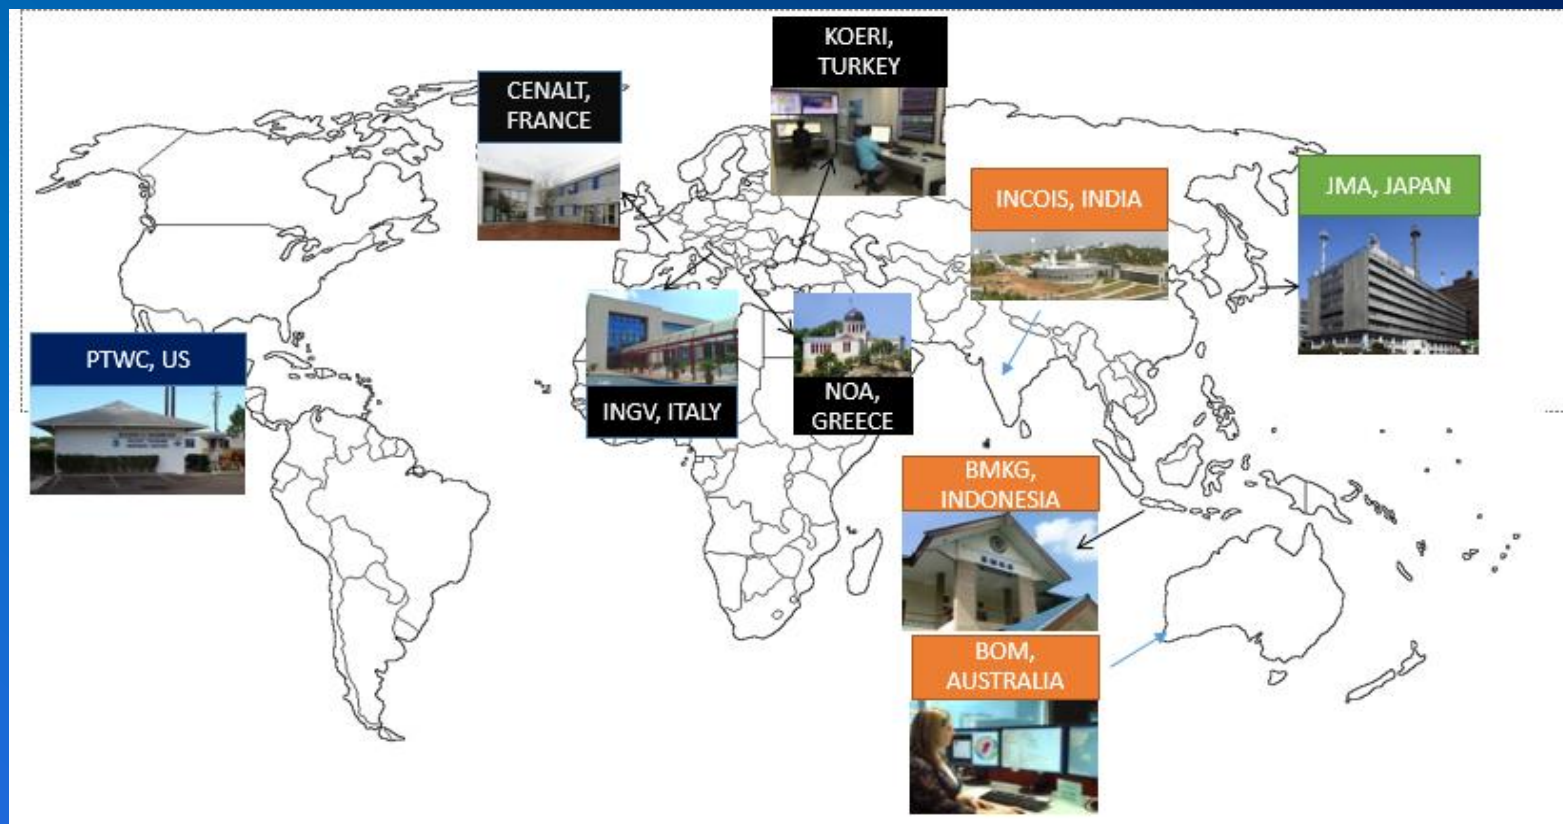 KOERI,
TURKEY
CENALT,
FRANCE
INCOIS, INDIA
JMA, JAPAN
PTWC, US
INGV, ITALY
NOA,
GREECE
BMKG,
INDONESIA
BOM,
AUSTRALIA